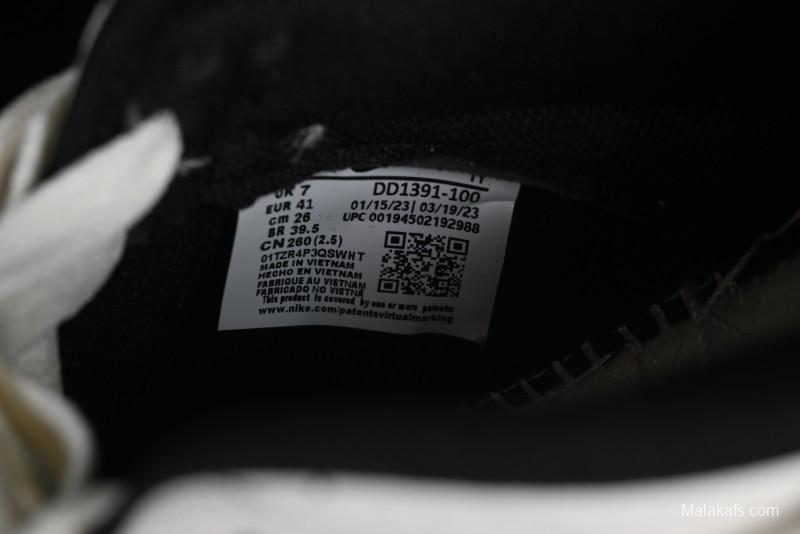 UK 7
EUR 41
cm 26
BR 39.5
CN 260 (2.5)
01TZR4P3QSWHT
MADE IN VIETNAM
HECHO EN VIETNAM
FABRIQUE AU VIETNAM
FABRICADO NO VIETNA
This product is covered by one or more patents:
www.nike.com/patentsvirtualmarking
DD1391-100
01/15/23| 03/19/23
UPC 00194502192988
Malakafs.com